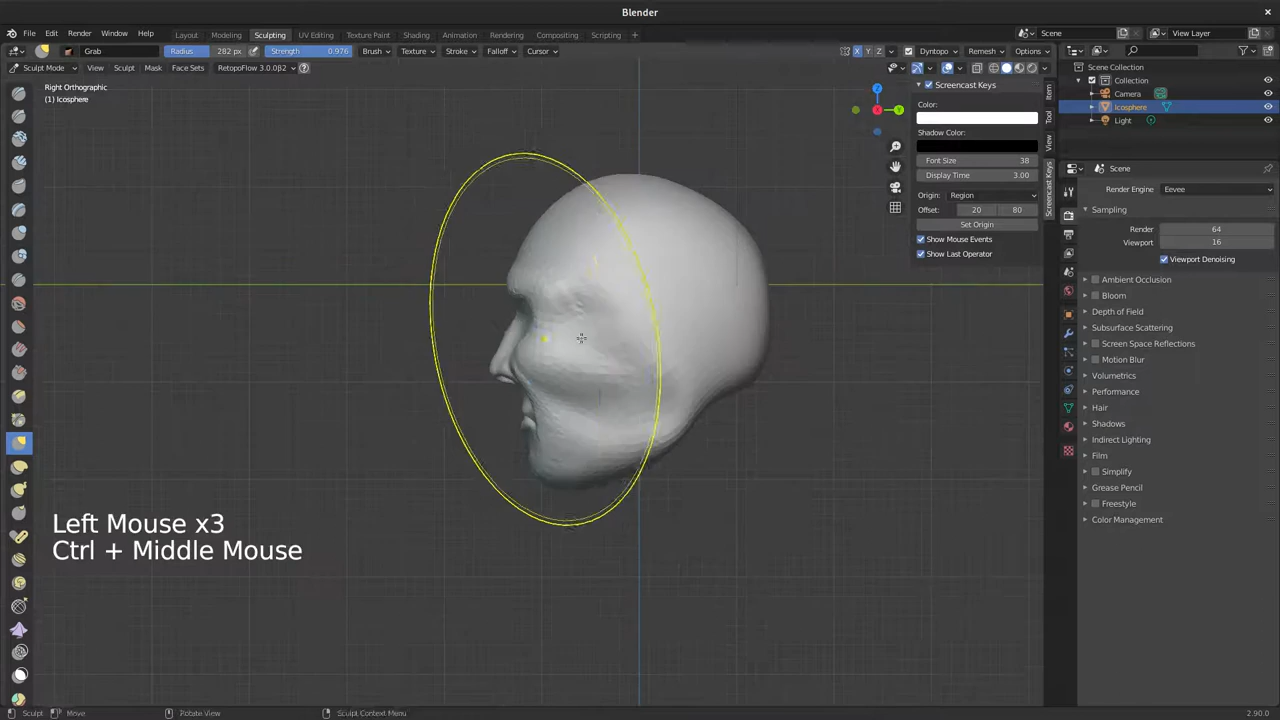 Blender
File Edit Render Window Help
Layout Modeling Sculpting UV Editing Texture Paint Shading Animation Rendering Compositing Scripting +
Scene
View Layer
Grab
Radius 282 px
Strength 0.976
Brush Texture Stroke Falloff Cursor
X Y Z
Dyntopo Remesh Options
Sculpt Mode View Sculpt Mask Face Sets RetopoFlow 3.0.0β2
Right Orthographic
(1) Icosphere
Z
Y
X
Screencast Keys
Color:
Shadow Color:
Font Size 38
Display Time 3.00
Origin: Region
Offset: 20 80
Set Origin
Show Mouse Events
Show Last Operator
Item
Tool
View
Screencast Keys
Scene Collection
Collection
Camera
Icosphere
Light
Scene
Render Engine Eevee
Sampling
Render 64
Viewport 16
Viewport Denoising
Ambient Occlusion
Bloom
Depth of Field
Subsurface Scattering
Screen Space Reflections
Motion Blur
Volumetrics
Performance
Hair
Shadows
Indirect Lighting
Film
Simplify
Grease Pencil
Freestyle
Color Management
Left Mouse x3
Ctrl + Middle Mouse
Sculpt Move Rotate View Sculpt Context Menu 2.90.0